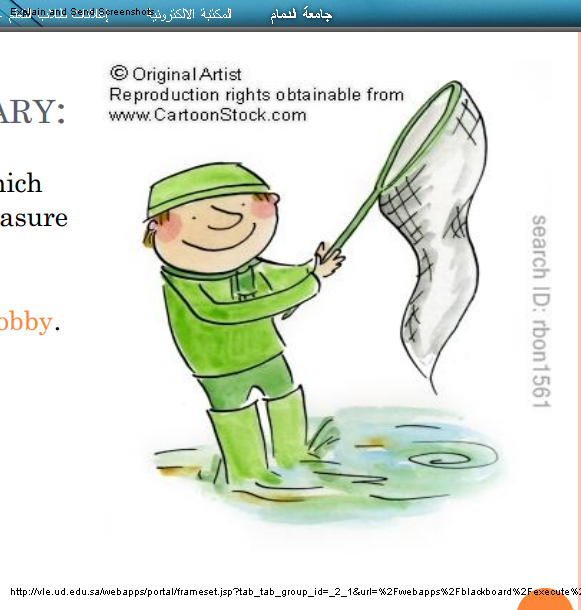 Explain and Send Screenshots
جامعة الدمام
المكتبة الالكترونية
© Original Artist
Reproduction rights obtainable from
www.CartoonStock.com
ARY:
hich
easure
obby.
search ID: rbon1561
http://vle.ud.edu.sa/webapps/portal/frameset.jsp?tab_tab_group_id=_2_1&url=%2Fwebapps%2Fblackboard%2Fexecute%2